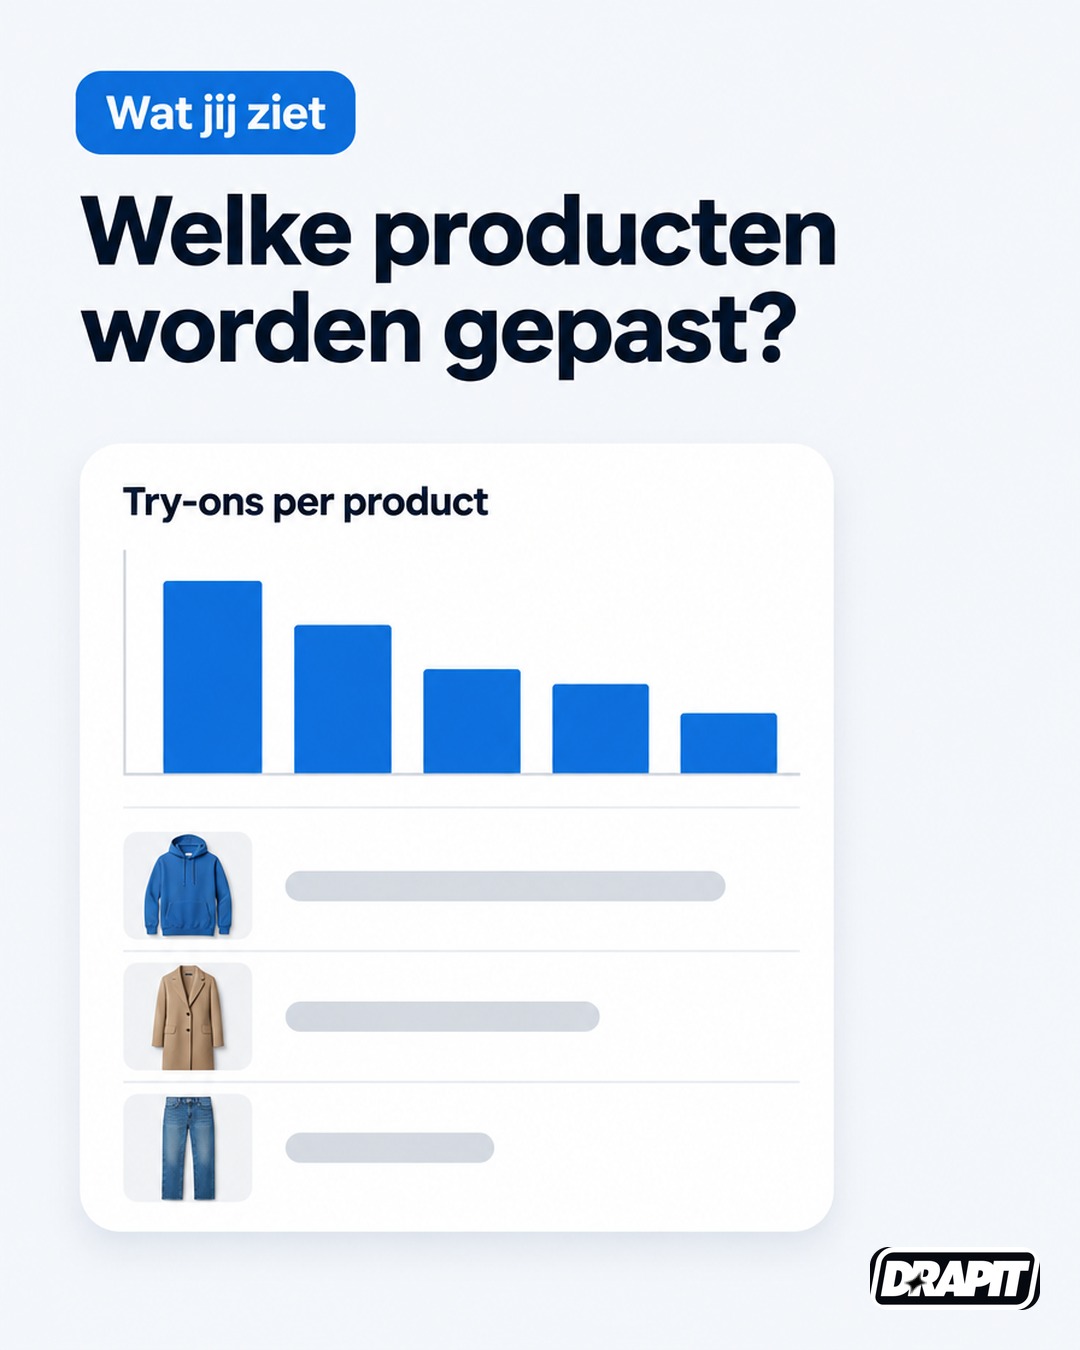 Wat jij ziet
Welke producten
worden gepast?
Try-ons per product
DRAPIT